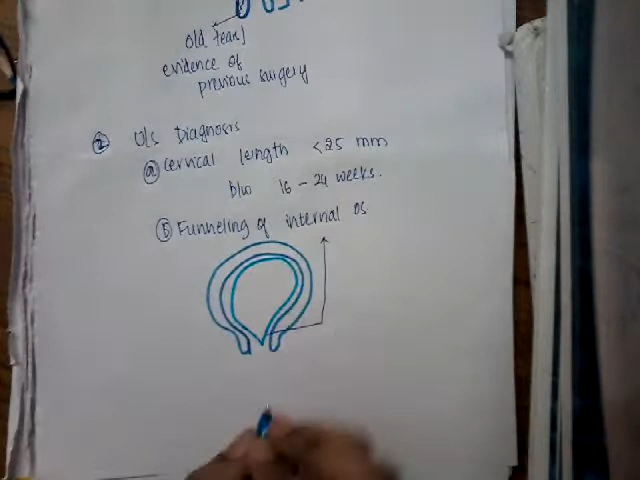 old tear)
evidence of
previous surgery
② U/s Diagnosis
ⓐ Cervical length <25 mm
b/w 16 - 24 weeks.
ⓑ Funneling of internal os